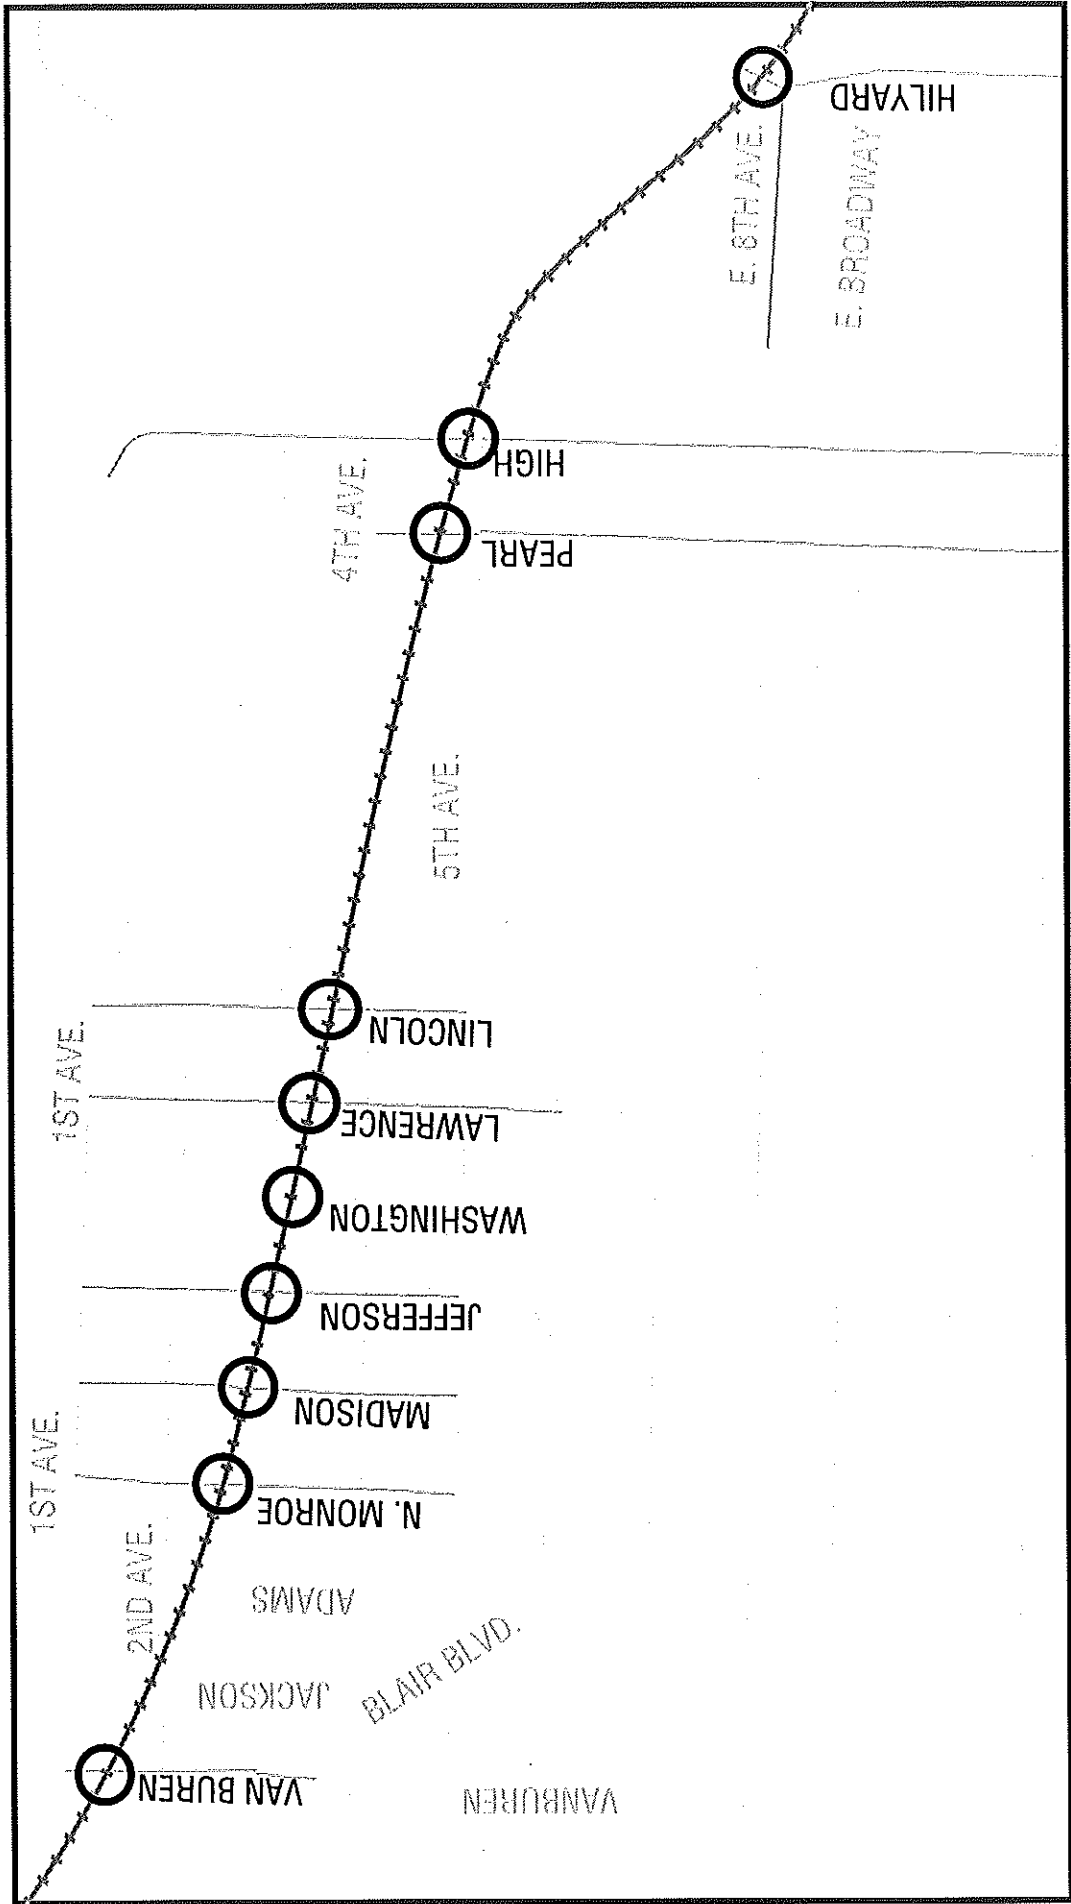 HILYARD
E. 8TH AVE.
E. BROADWAY
HIGH
4TH AVE.
PEARL
5TH AVE.
LINCOLN
1ST AVE.
LAWRENCE
WASHINGTON
JEFFERSON
MADISON
1ST AVE.
N. MONROE
2ND AVE.
ADAMS
JACKSON
BLAIR BLVD.
VAN BUREN
VANBUREN